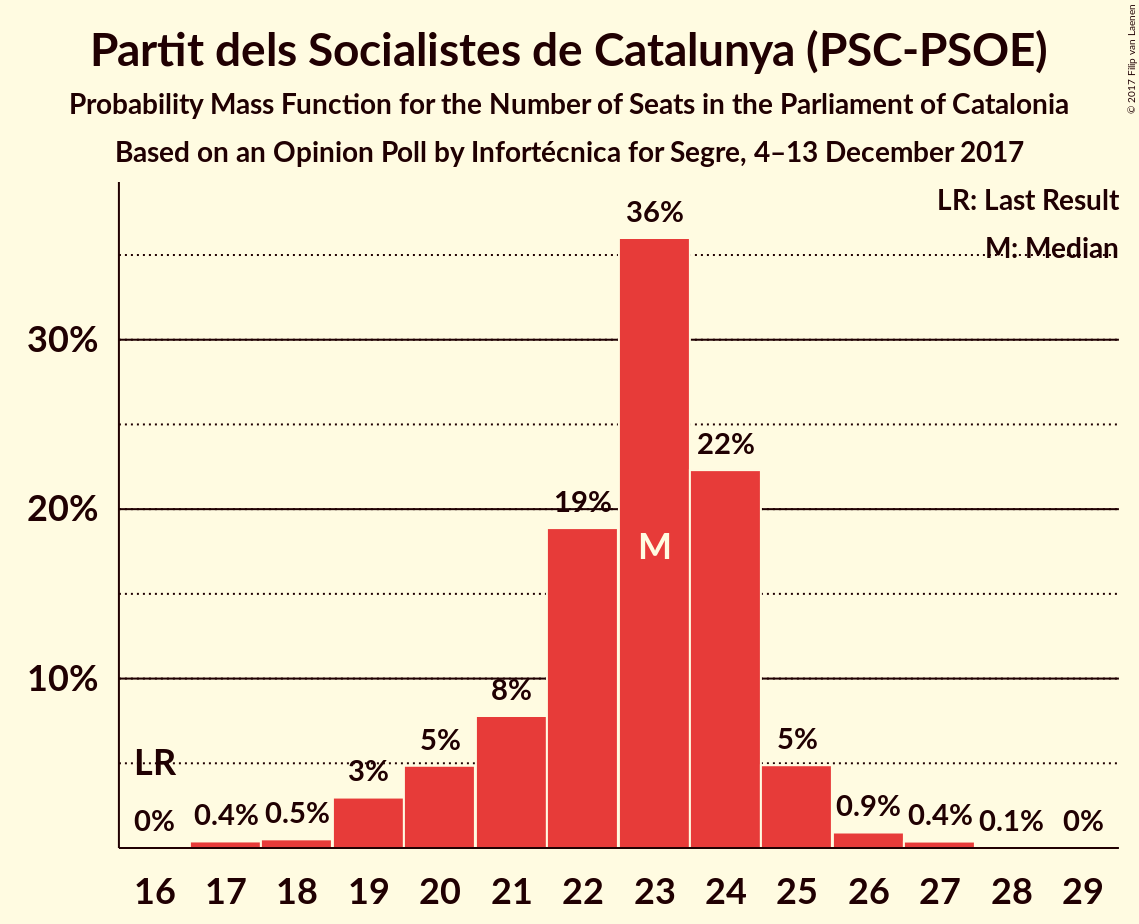 Partit dels Socialistes de Catalunya (PSC-PSOE)
Probability Mass Function for the Number of Seats in the Parliament of Catalonia
Based on an Opinion Poll by Infortécnica for Segre, 4–13 December 2017
© 2017 Filip van Laenen
LR: Last Result
M: Median
36%
30%
22%
19%
20%
M
10%
8%
5%
5%
LR
3%
0%
0.4%
0.5%
0.9%
0.4%
0.1%
0%
16 17 18 19 20 21 22 23 24 25 26 27 28 29